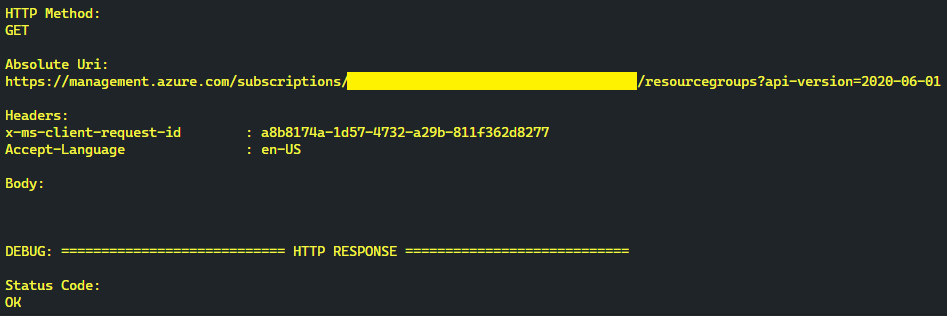 HTTP Method:
GET
Absolute Uri:
https://management.azure.com/subscriptions/ /resourcegroups?api-version=2020-06-01
Headers:
x-ms-client-request-id : a8b8174a-1d57-4732-a29b-811f362d8277
Accept-Language : en-US
Body:
DEBUG: ============================ HTTP RESPONSE ============================
Status Code:
OK